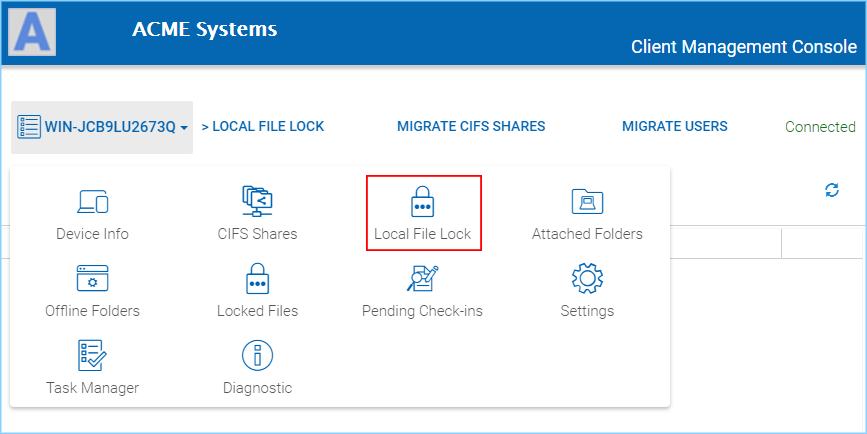 A
ACME Systems
Client Management Console
WIN-JCB9LU2673Q
> LOCAL FILE LOCK
MIGRATE CIFS SHARES
MIGRATE USERS
Connected
Device Info
CIFS Shares
Local File Lock
Attached Folders
Offline Folders
Locked Files
Pending Check-ins
Settings
Task Manager
Diagnostic